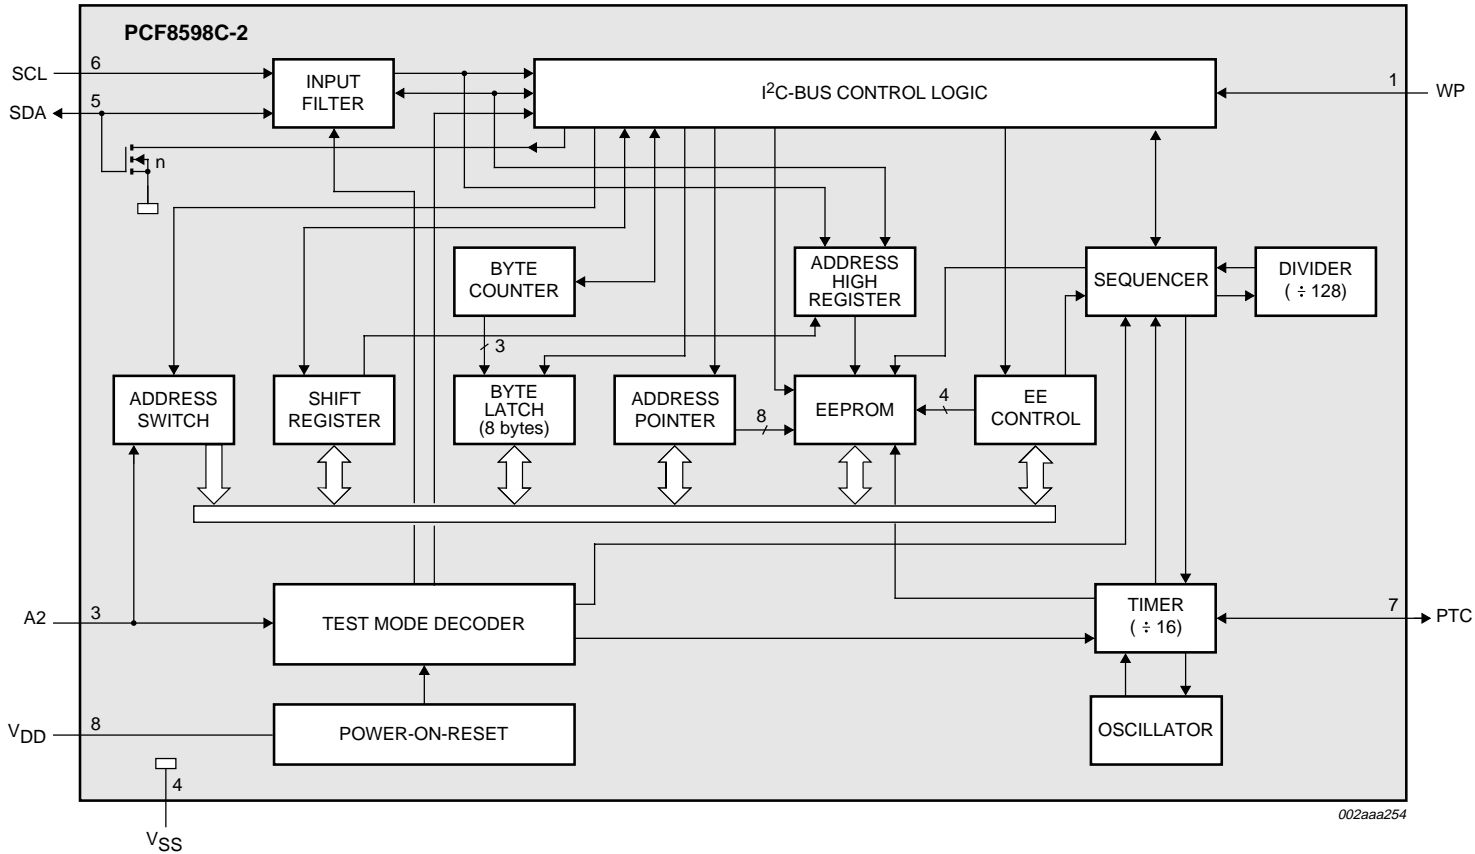 PCF8598C-2
SCL
6
INPUT
FILTER
I2C-BUS CONTROL LOGIC
1
WP
SDA
5
n
BYTE
COUNTER
ADDRESS
HIGH
REGISTER
SEQUENCER
DIVIDER
( ÷ 128)
3
ADDRESS
SWITCH
SHIFT
REGISTER
BYTE
LATCH
(8 bytes)
ADDRESS
POINTER
8
EEPROM
4
EE
CONTROL
A2
3
TEST MODE DECODER
TIMER
( ÷ 16)
7
PTC
VDD
8
POWER-ON-RESET
OSCILLATOR
4
VSS
002aaa254